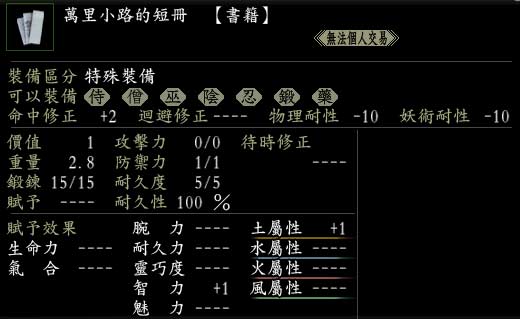 萬里小路的短冊 【書籍】
無法個人交易
裝備區分 特殊裝備
可以裝備 侍 僧 巫 陰 忍 鍛 藥
命中修正 +2 迴避修正 ---- 物理耐性 -10 妖術耐性 -10
價值 1 攻擊力 0/0 待時修正
重量 2.8 防禦力 1/1 ----
鍛鍊 15/15 耐久度 5/5
賦予 ---- 耐久性 100 %
賦予效果 腕力 ---- 土屬性 +1
生命力 ---- 耐久力 ---- 水屬性 ----
氣合 ---- 靈巧度 ---- 火屬性 ----
智力 +1 風屬性 ----
魅力 ----